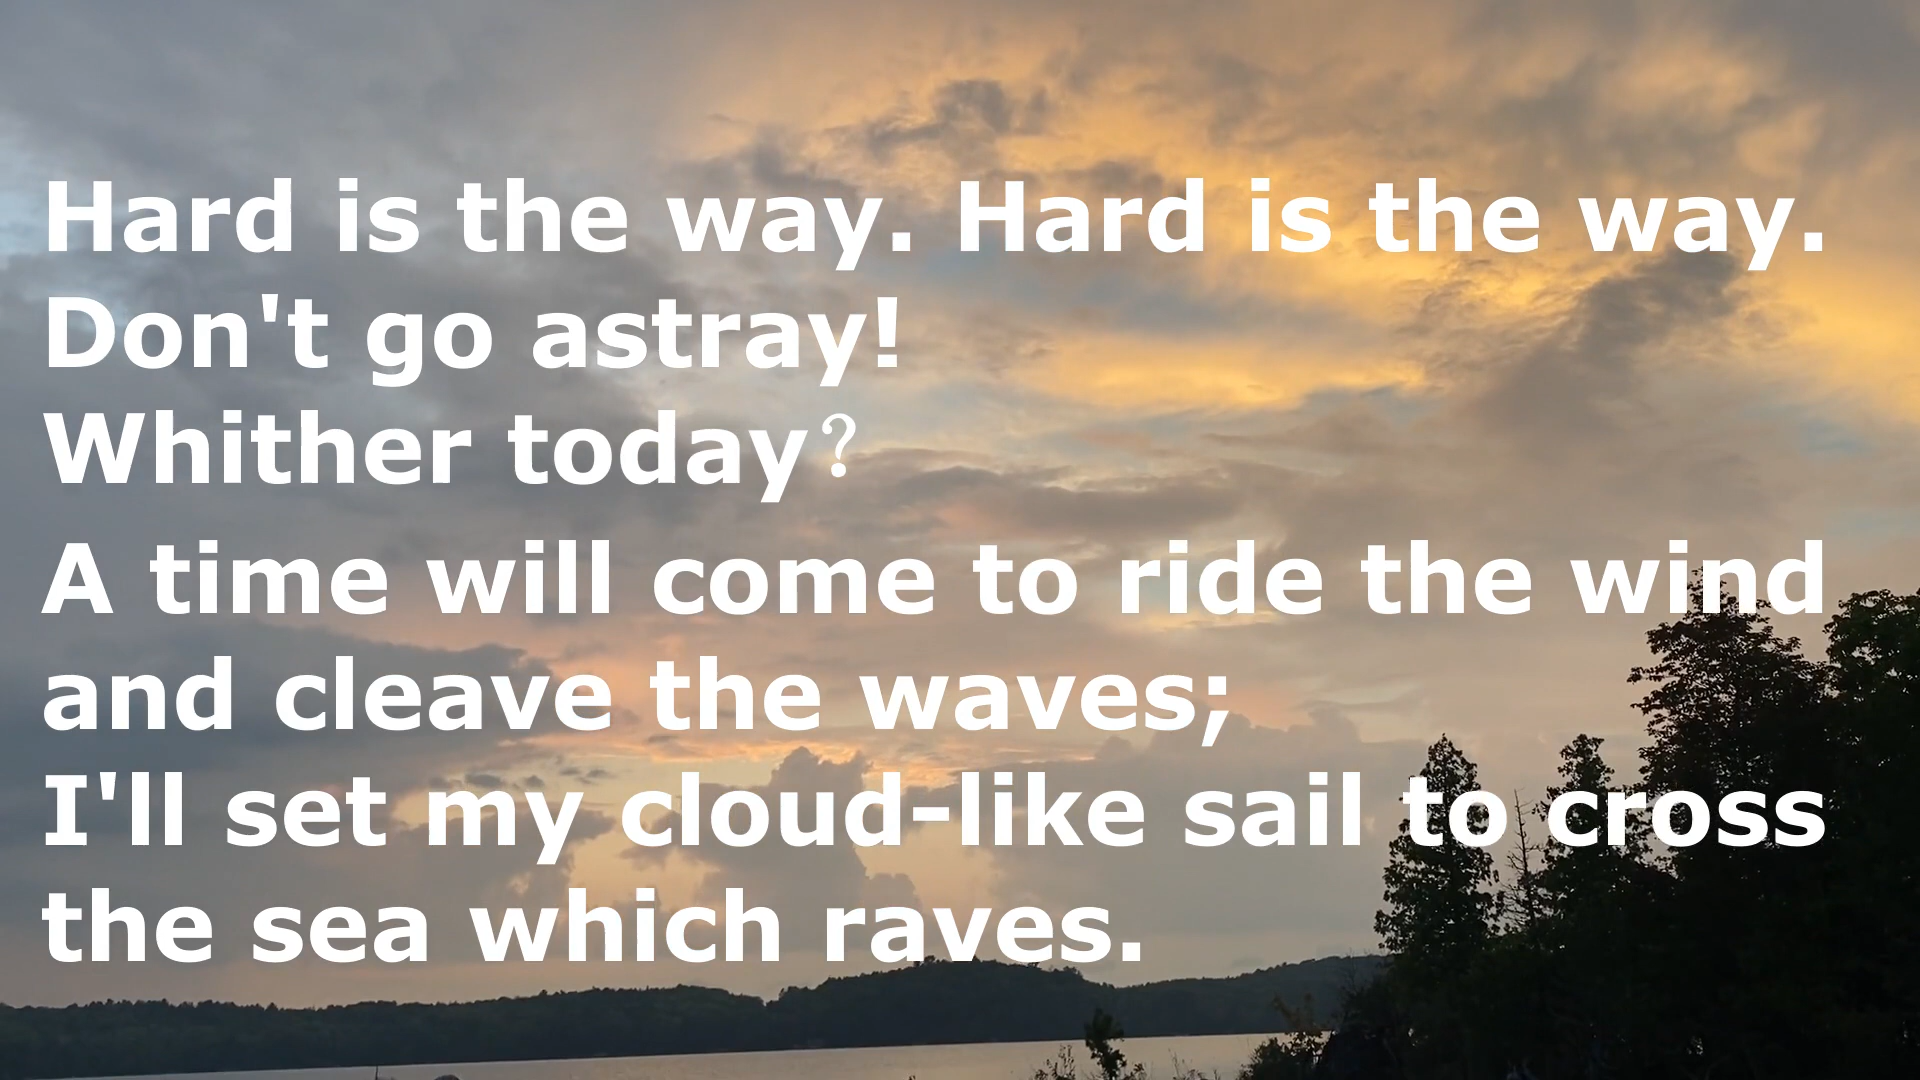 Hard is the way. Hard is the way.
Don't go astray!
Whither today？
A time will come to ride the wind
and cleave the waves;
I'll set my cloud-like sail to cross
the sea which raves.